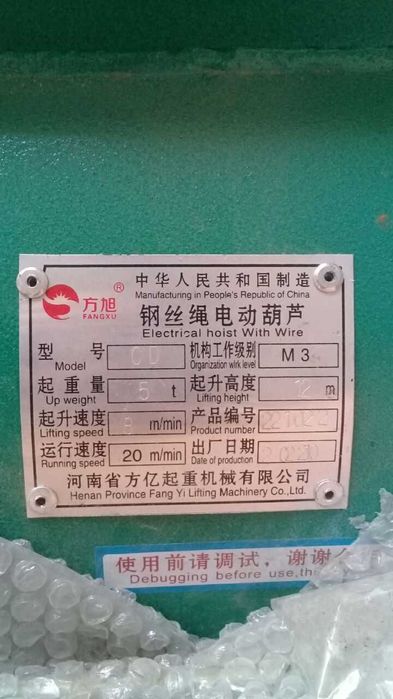 方旭®
FANGXU
中华人民共和国制造
Manufacturing in People's Republic of China
钢丝绳电动葫芦
Electrical hoist With Wire
型 号 CD 机构工作级别 M 3
Model Organization wirk level
起重量 5 t 起升高度 12 m
Up weight Lifting height
起升速度 8 m/min 产品编号
Lifting speed Product number
运行速度 20 m/min 出厂日期
Running speed Date of production
河南省方亿起重机械有限公司
Henan Province Fang Yi Lifting Machinery Co.,Ltd.
使用前请调试，谢谢
Debugging before use,